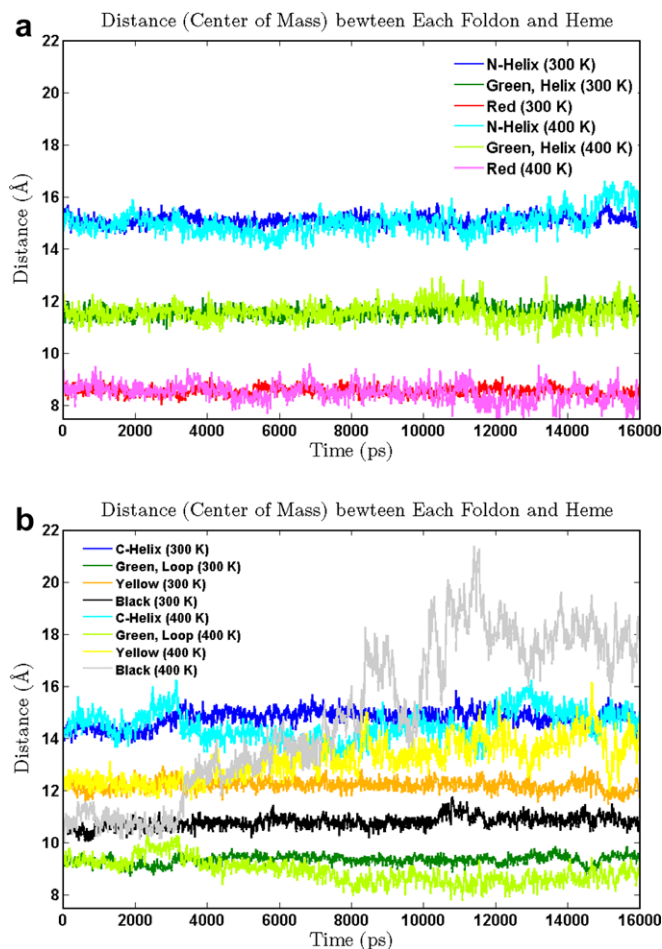 a
Distance (Center of Mass) bewteen Each Foldon and Heme
22
20
18
16
14
12
10
8
Distance (Å)
N-Helix (300 K)
Green, Helix (300 K)
Red (300 K)
N-Helix (400 K)
Green, Helix (400 K)
Red (400 K)
0 2000 4000 6000 8000 10000 12000 14000 16000
Time (ps)
b
Distance (Center of Mass) bewteen Each Foldon and Heme
22
20
18
16
14
12
10
8
Distance (Å)
C-Helix (300 K)
Green, Loop (300 K)
Yellow (300 K)
Black (300 K)
C-Helix (400 K)
Green, Loop (400 K)
Yellow (400 K)
Black (400 K)
0 2000 4000 6000 8000 10000 12000 14000 16000
Time (ps)